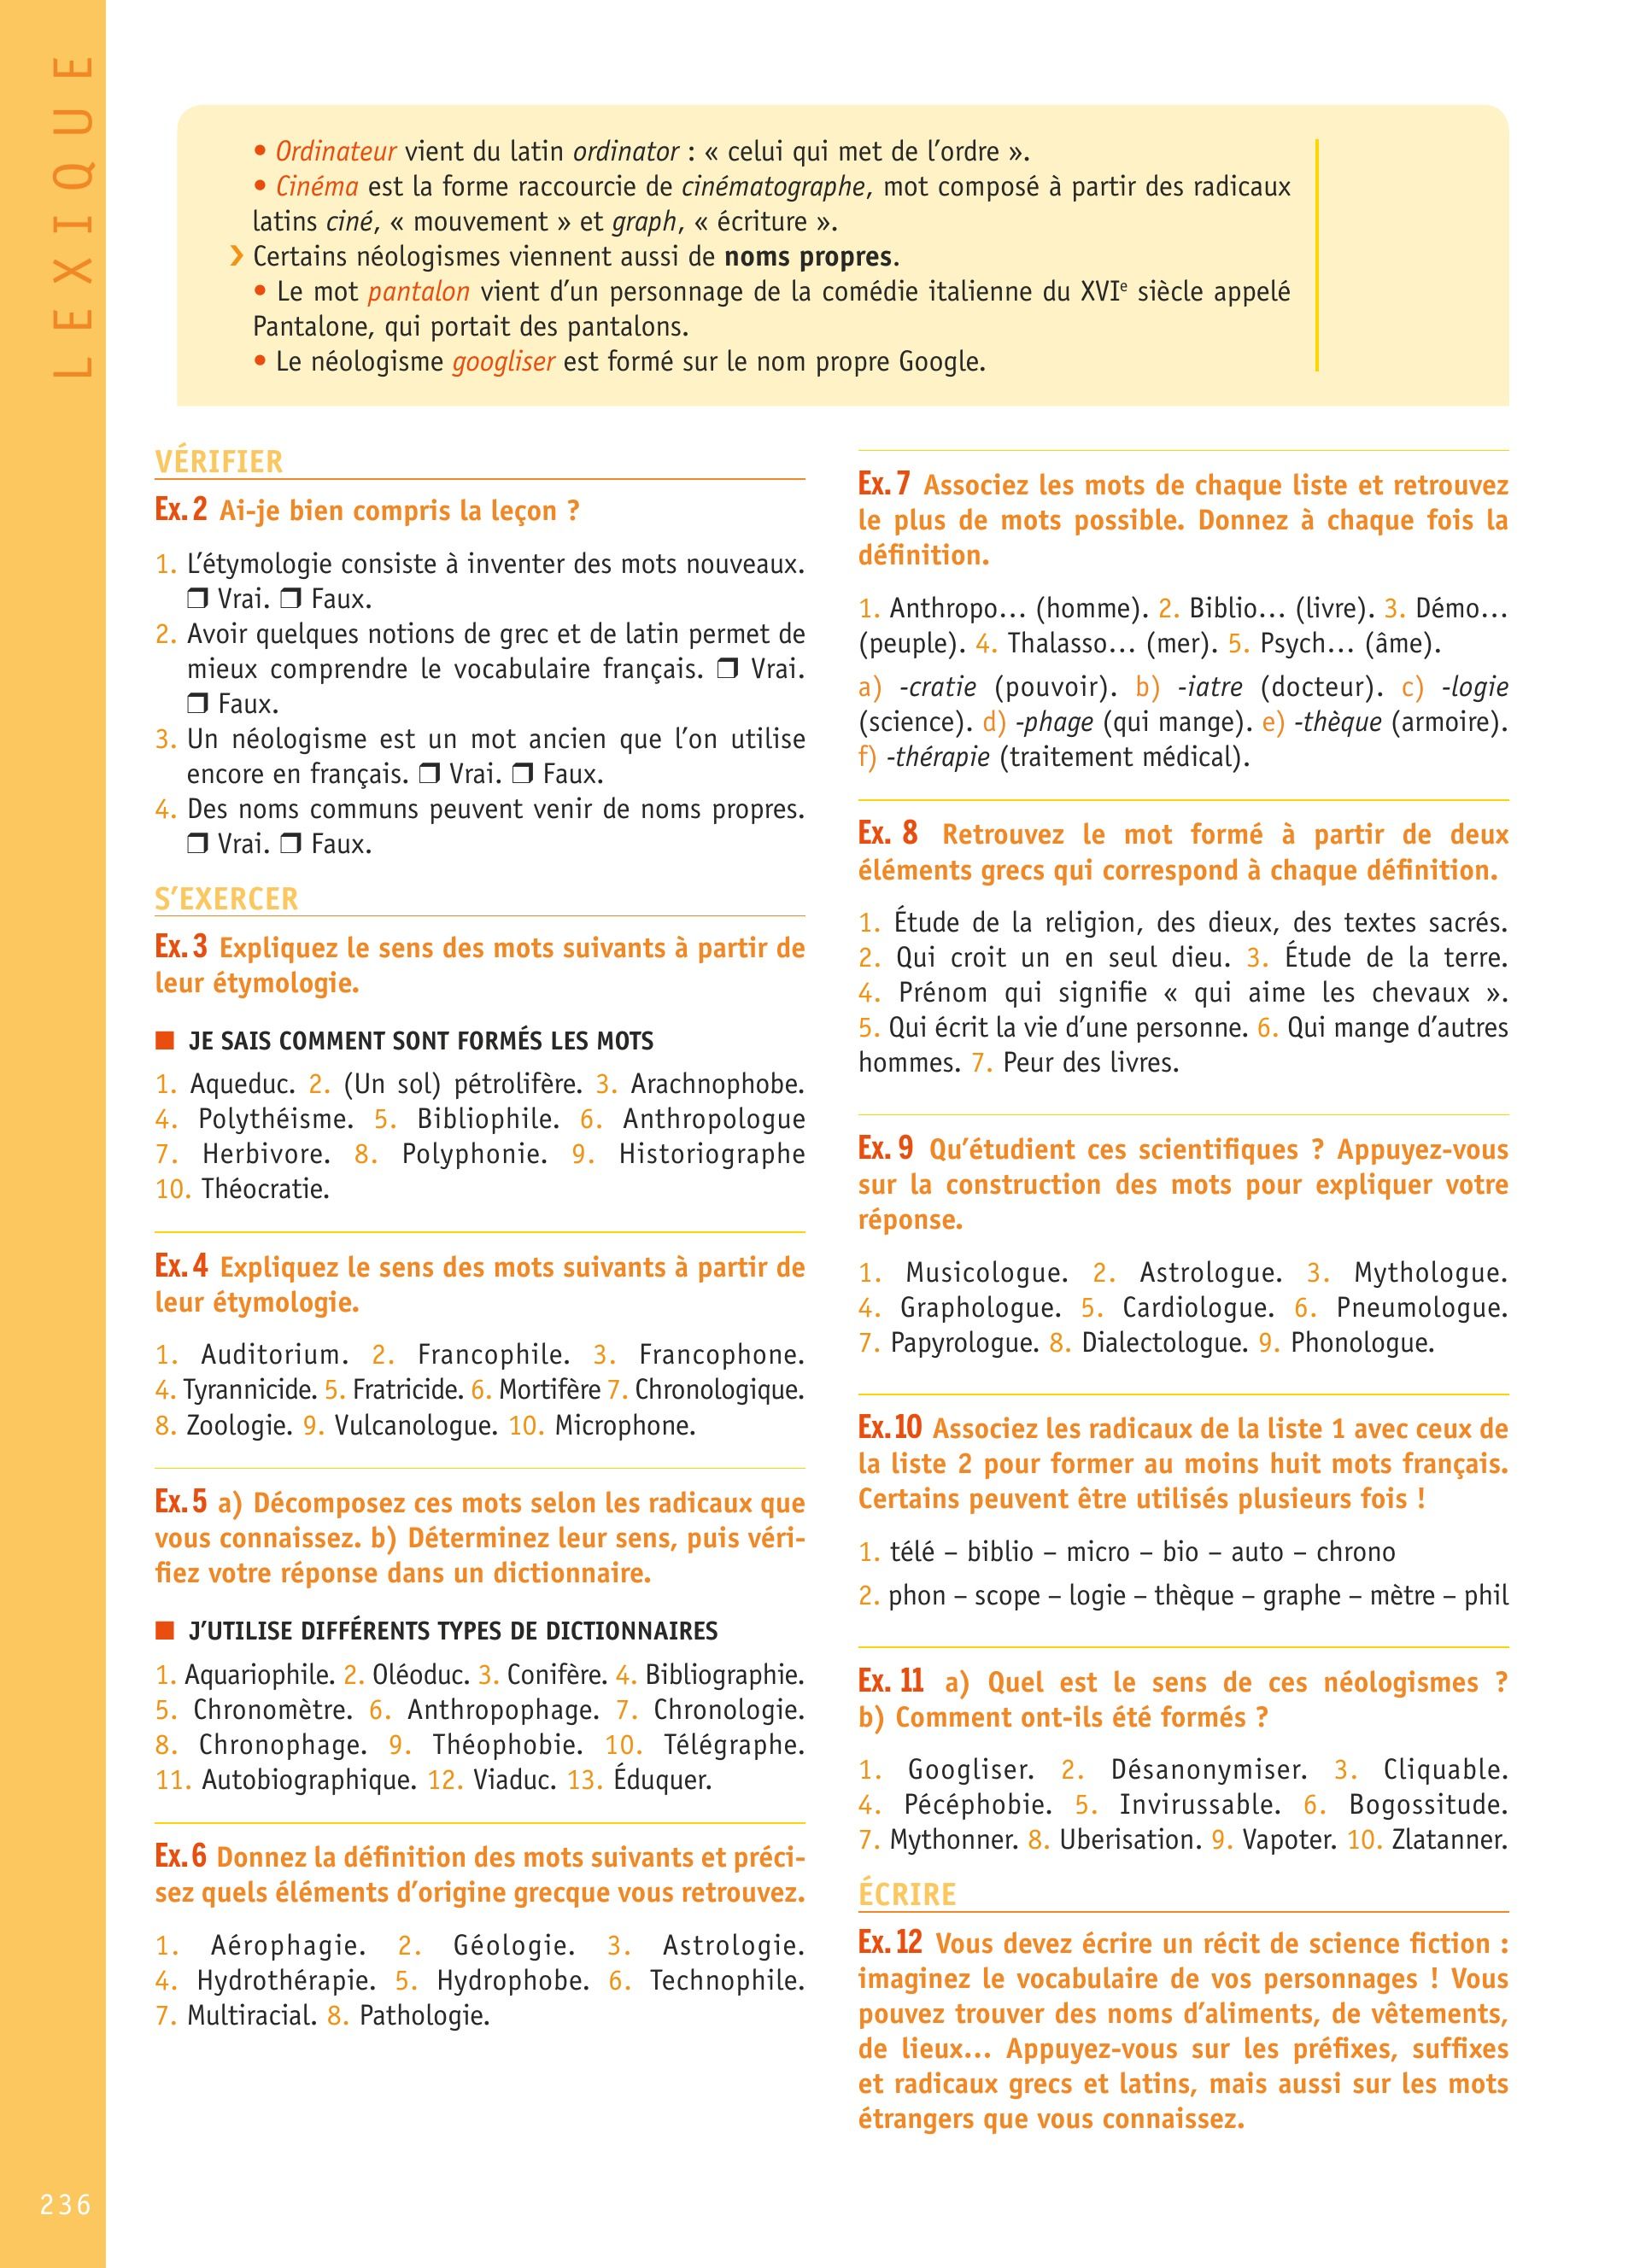 LEXIQUE
• Ordinateur vient du latin ordinator : « celui qui met de l’ordre ».
• Cinéma est la forme raccourcie de cinématographe, mot composé à partir des radicaux
latins ciné, « mouvement » et graph, « écriture ».
› Certains néologismes viennent aussi de noms propres.
• Le mot pantalon vient d’un personnage de la comédie italienne du XVIe siècle appelé
Pantalone, qui portait des pantalons.
• Le néologisme googliser est formé sur le nom propre Google.
VÉRIFIER
Ex. 2 Ai-je bien compris la leçon ?
1. L’étymologie consiste à inventer des mots nouveaux.
❒ Vrai. ❒ Faux.
2. Avoir quelques notions de grec et de latin permet de
mieux comprendre le vocabulaire français. ❒ Vrai.
❒ Faux.
3. Un néologisme est un mot ancien que l’on utilise
encore en français. ❒ Vrai. ❒ Faux.
4. Des noms communs peuvent venir de noms propres.
❒ Vrai. ❒ Faux.
S’EXERCER
Ex. 3 Expliquez le sens des mots suivants à partir de
leur étymologie.
■ JE SAIS COMMENT SONT FORMÉS LES MOTS
1. Aqueduc. 2. (Un sol) pétrolifère. 3. Arachnophobe.
4. Polythéisme. 5. Bibliophile. 6. Anthropologue
7. Herbivore. 8. Polyphonie. 9. Historiographe
10. Théocratie.
Ex. 4 Expliquez le sens des mots suivants à partir de
leur étymologie.
1. Auditorium. 2. Francophile. 3. Francophone.
4. Tyrannicide. 5. Fratricide. 6. Mortifère 7. Chronologique.
8. Zoologie. 9. Vulcanologue. 10. Microphone.
Ex. 5 a) Décomposez ces mots selon les radicaux que
vous connaissez. b) Déterminez leur sens, puis véri-
fiez votre réponse dans un dictionnaire.
■ J’UTILISE DIFFÉRENTS TYPES DE DICTIONNAIRES
1. Aquariophile. 2. Oléoduc. 3. Conifère. 4. Bibliographie.
5. Chronomètre. 6. Anthropophage. 7. Chronologie.
8. Chronophage. 9. Théophobie. 10. Télégraphe.
11. Autobiographique. 12. Viaduc. 13. Éduquer.
Ex. 6 Donnez la définition des mots suivants et préci-
sez quels éléments d’origine grecque vous retrouvez.
1. Aérophagie. 2. Géologie. 3. Astrologie.
4. Hydrothérapie. 5. Hydrophobe. 6. Technophile.
7. Multiracial. 8. Pathologie.
Ex. 7 Associez les mots de chaque liste et retrouvez
le plus de mots possible. Donnez à chaque fois la
définition.
1. Anthropo… (homme). 2. Biblio… (livre). 3. Démo…
(peuple). 4. Thalasso… (mer). 5. Psych… (âme).
a) -cratie (pouvoir). b) -iatre (docteur). c) -logie
(science). d) -phage (qui mange). e) -thèque (armoire).
f) -thérapie (traitement médical).
Ex. 8 Retrouvez le mot formé à partir de deux
éléments grecs qui correspond à chaque définition.
1. Étude de la religion, des dieux, des textes sacrés.
2. Qui croit un en seul dieu. 3. Étude de la terre.
4. Prénom qui signifie « qui aime les chevaux ».
5. Qui écrit la vie d’une personne. 6. Qui mange d’autres
hommes. 7. Peur des livres.
Ex. 9 Qu’étudient ces scientifiques ? Appuyez-vous
sur la construction des mots pour expliquer votre
réponse.
1. Musicologue. 2. Astrologue. 3. Mythologue.
4. Graphologue. 5. Cardiologue. 6. Pneumologue.
7. Papyrologue. 8. Dialectologue. 9. Phonologue.
Ex. 10 Associez les radicaux de la liste 1 avec ceux de
la liste 2 pour former au moins huit mots français.
Certains peuvent être utilisés plusieurs fois !
1. télé – biblio – micro – bio – auto – chrono
2. phon – scope – logie – thèque – graphe – mètre – phil
Ex. 11 a) Quel est le sens de ces néologismes ?
b) Comment ont-ils été formés ?
1. Googliser. 2. Désanonymiser. 3. Cliquable.
4. Pécéphobie. 5. Invirussable. 6. Bogossitude.
7. Mythonner. 8. Uberisation. 9. Vapoter. 10. Zlatanner.
ÉCRIRE
Ex. 12 Vous devez écrire un récit de science fiction :
imaginez le vocabulaire de vos personnages ! Vous
pouvez trouver des noms d’aliments, de vêtements,
de lieux… Appuyez-vous sur les préfixes, suffixes
et radicaux grecs et latins, mais aussi sur les mots
étrangers que vous connaissez.
236